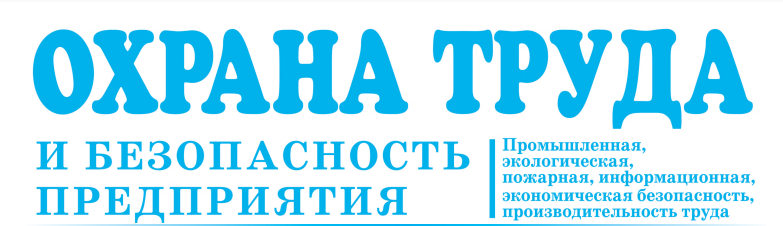 ОХРАНА ТРУДА
И БЕЗОПАСНОСТЬ
ПРЕДПРИЯТИЯ
Промышленная,
экологическая,
пожарная, информационная,
экономическая безопасность,
производительность труда